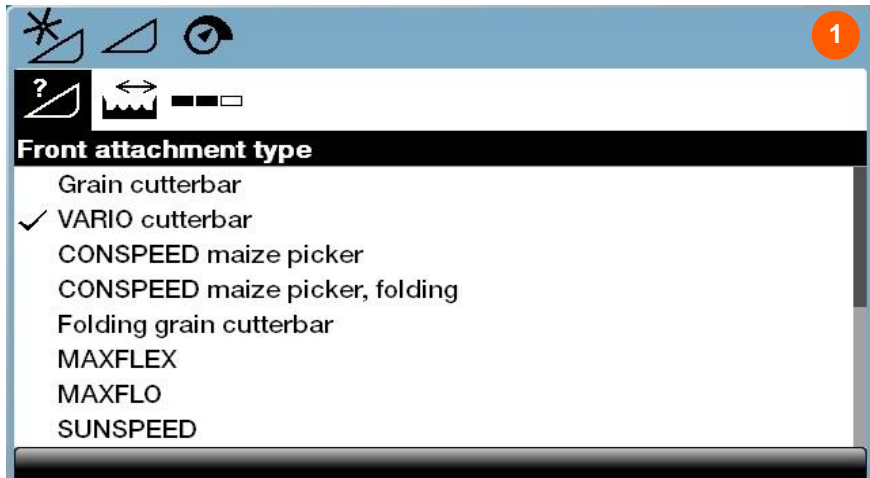 1
?
Front attachment type
Grain cutterbar
VARIO cutterbar
CONSPEED maize picker
CONSPEED maize picker, folding
Folding grain cutterbar
MAXFLEX
MAXFLO
SUNSPEED